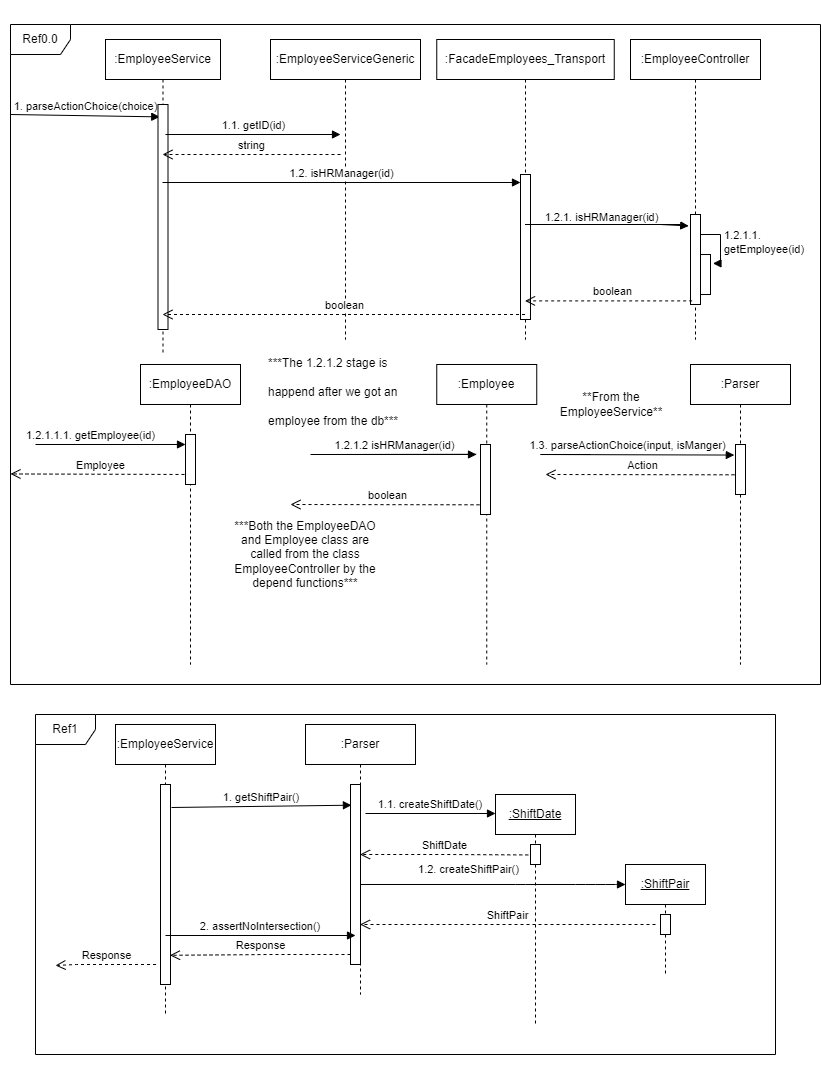 Ref0.0
:EmployeeService
:EmployeeServiceGeneric
:FacadeEmployees_Transport
:EmployeeController
1. parseActionChoice(choice)
1.1. getID(id)
string
1.2. isHRManager(id)
1.2.1. isHRManager(id)
1.2.1.1.
getEmployee(id)
boolean
boolean
***The 1.2.1.2 stage is
happend after we got an
employee from the db***
:EmployeeDAO
:Employee
:Parser
**From the
EmployeeService**
1.2.1.1.1. getEmployee(id)
Employee
1.2.1.2 isHRManager(id)
boolean
1.3. parseActionChoice(input, isManger)
Action
***Both the EmployeeDAO
and Employee class are
called from the class
EmployeeController by the
depend functions***
Ref1
:EmployeeService
:Parser
1. getShiftPair()
1.1. createShiftDate()
:ShiftDate
ShiftDate
1.2. createShiftPair()
:ShiftPair
ShiftPair
2. assertNoIntersection()
Response
Response